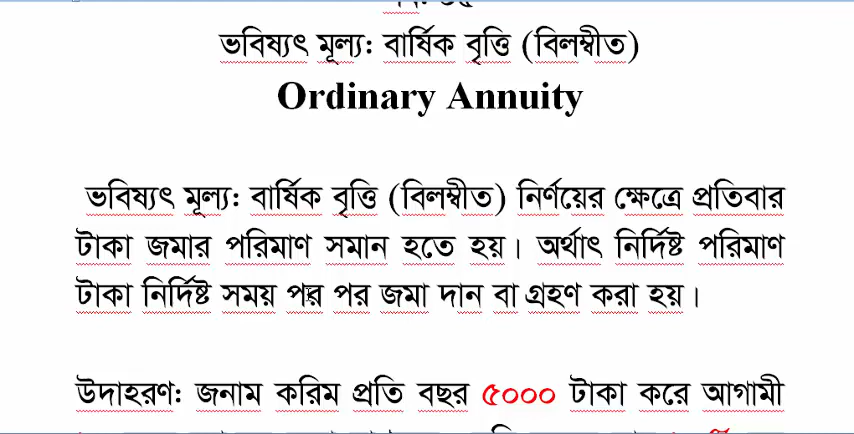 ভবিষ্যৎ মূল্য: বার্ষিক বৃত্তি (বিলম্বীত)
Ordinary Annuity
ভবিষ্যৎ মূল্য: বার্ষিক বৃত্তি (বিলম্বীত) নির্ণয়ের ক্ষেত্রে প্রতিবার
টাকা জমার পরিমাণ সমান হতে হয়। অর্থাৎ নির্দিষ্ট পরিমাণ
টাকা নির্দিষ্ট সময় পর পর জমা দান বা গ্রহণ করা হয়।
উদাহরণ: জনাম করিম প্রতি বছর ৫০০০ টাকা করে আগামী